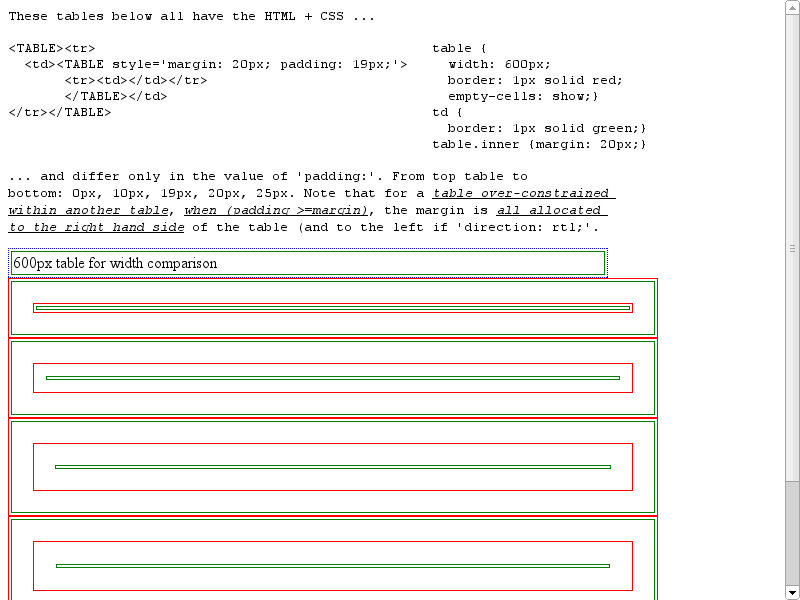 These tables below all have the HTML + CSS ...
<TABLE><tr> table {
<td><TABLE style='margin: 20px; padding: 19px;'> width: 600px;
<tr><td></td></tr> border: 1px solid red;
</TABLE></td> empty-cells: show;}
</tr></TABLE> td {
border: 1px solid green;}
table.inner {margin: 20px;}
... and differ only in the value of 'padding:'. From top table to
bottom: 0px, 10px, 19px, 20px, 25px. Note that for a table over-constrained
within another table, when (padding >=margin), the margin is all allocated
to the right hand side of the table (and to the left if 'direction: rtl;'.
600px table for width comparison